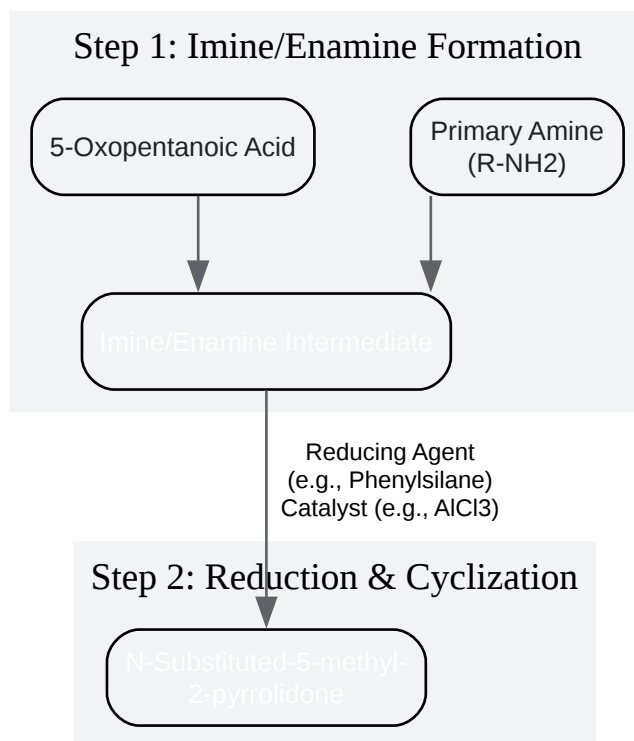 Step 1: Imine/Enamine Formation
5-Oxopentanoic Acid
Primary Amine
(R-NH2)
Imine/Enamine Intermediate
Reducing Agent
(e.g., Phenylsilane)
Catalyst (e.g., AlCl3)
Step 2: Reduction & Cyclization
N-Substituted-5-methyl-
2-pyrrolidone